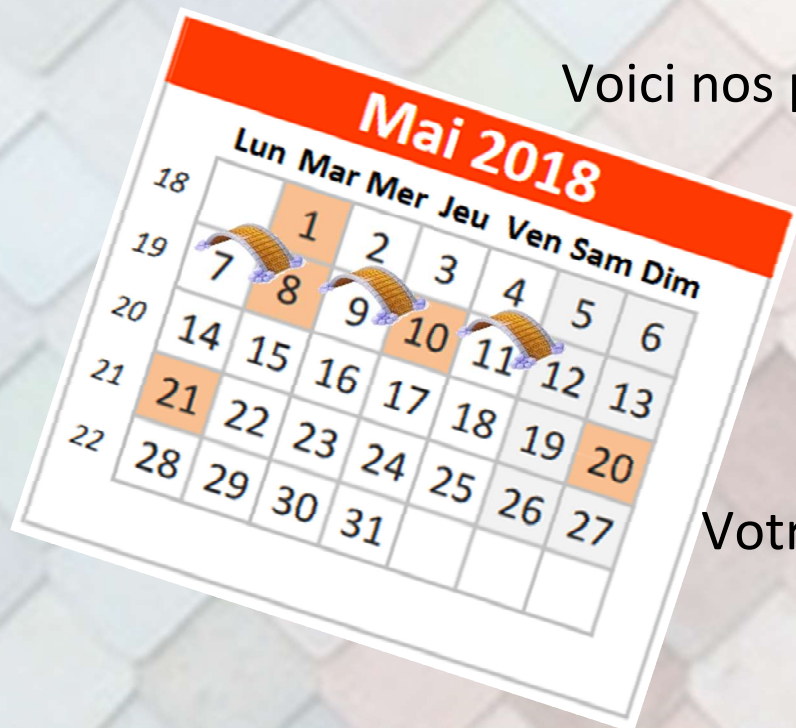 Voici nos p
Mai 2018
Lun Mar Mer Jeu Ven Sam Dim
18 1 2 3 4 5 6
19 7 8 9 10 11 12 13
20 14 15 16 17 18 19 20
21 21 22 23 24 25 26 27
22 28 29 30 31
Votr